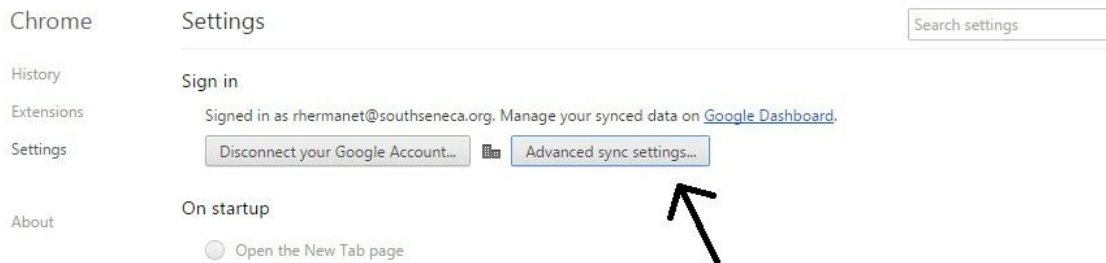 Chrome
Settings
Search settings
History
Extensions
Settings
About
Sign in
Signed in as rhermanet@southseneca.org. Manage your synced data on Google Dashboard.
Disconnect your Google Account...
Advanced sync settings...
On startup
Open the New Tab page